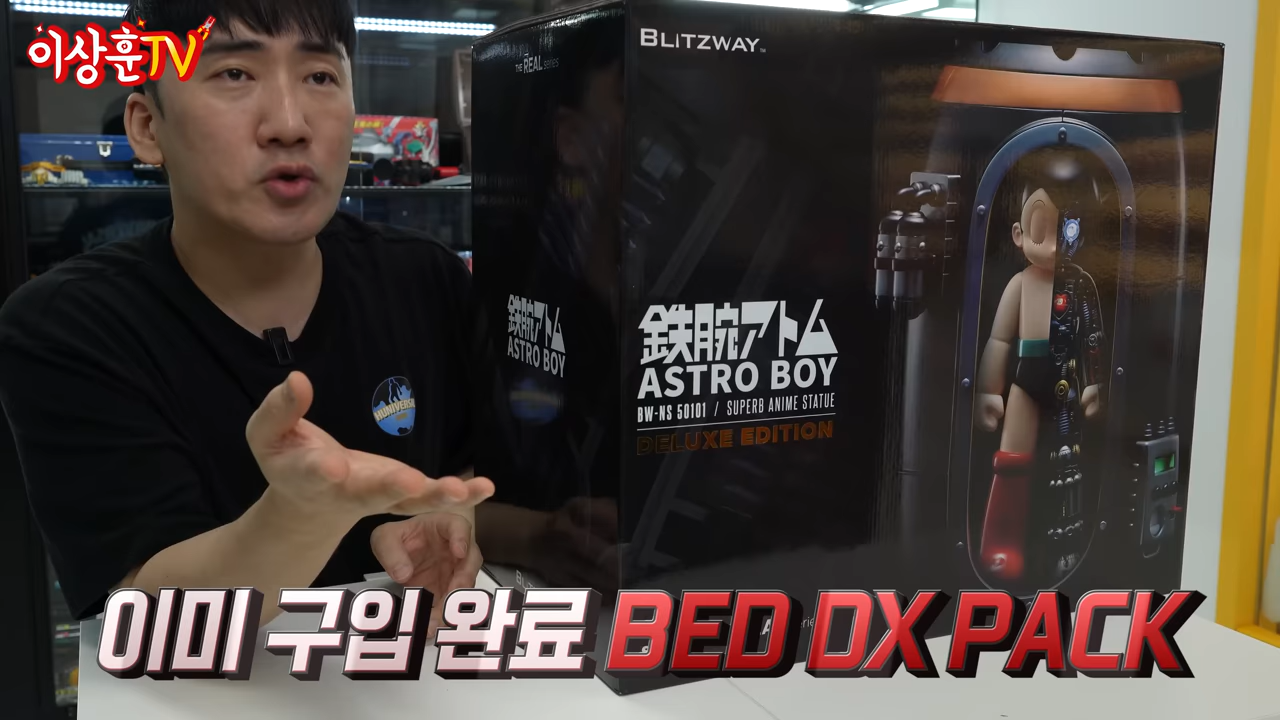 이상훈TV
THE REAL series
BLITZWAY™
鉄腕アトム
ASTRO BOY
鉄腕アトム
ASTRO BOY
BW-NS 50101 / SUPERB ANIME STATUE
DELUXE EDITION
HUNIVERS
이미 구입 완료 BED DX PACK